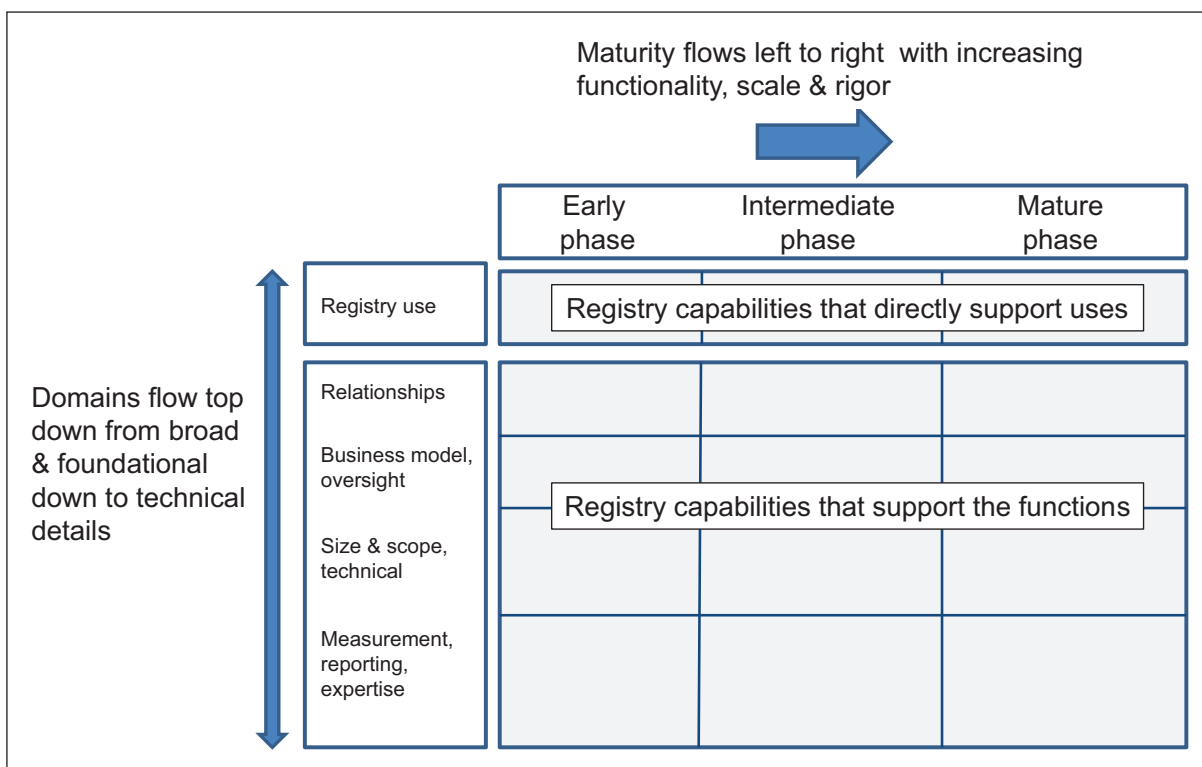 Maturity flows left to right with increasing
functionality, scale & rigor
Early
phase
Intermediate
phase
Mature
phase
Registry use
Registry capabilities that directly support uses
Domains flow top
down from broad
& foundational
down to technical
details
Relationships
Business model,
oversight
Registry capabilities that support the functions
Size & scope,
technical
Measurement,
reporting,
expertise